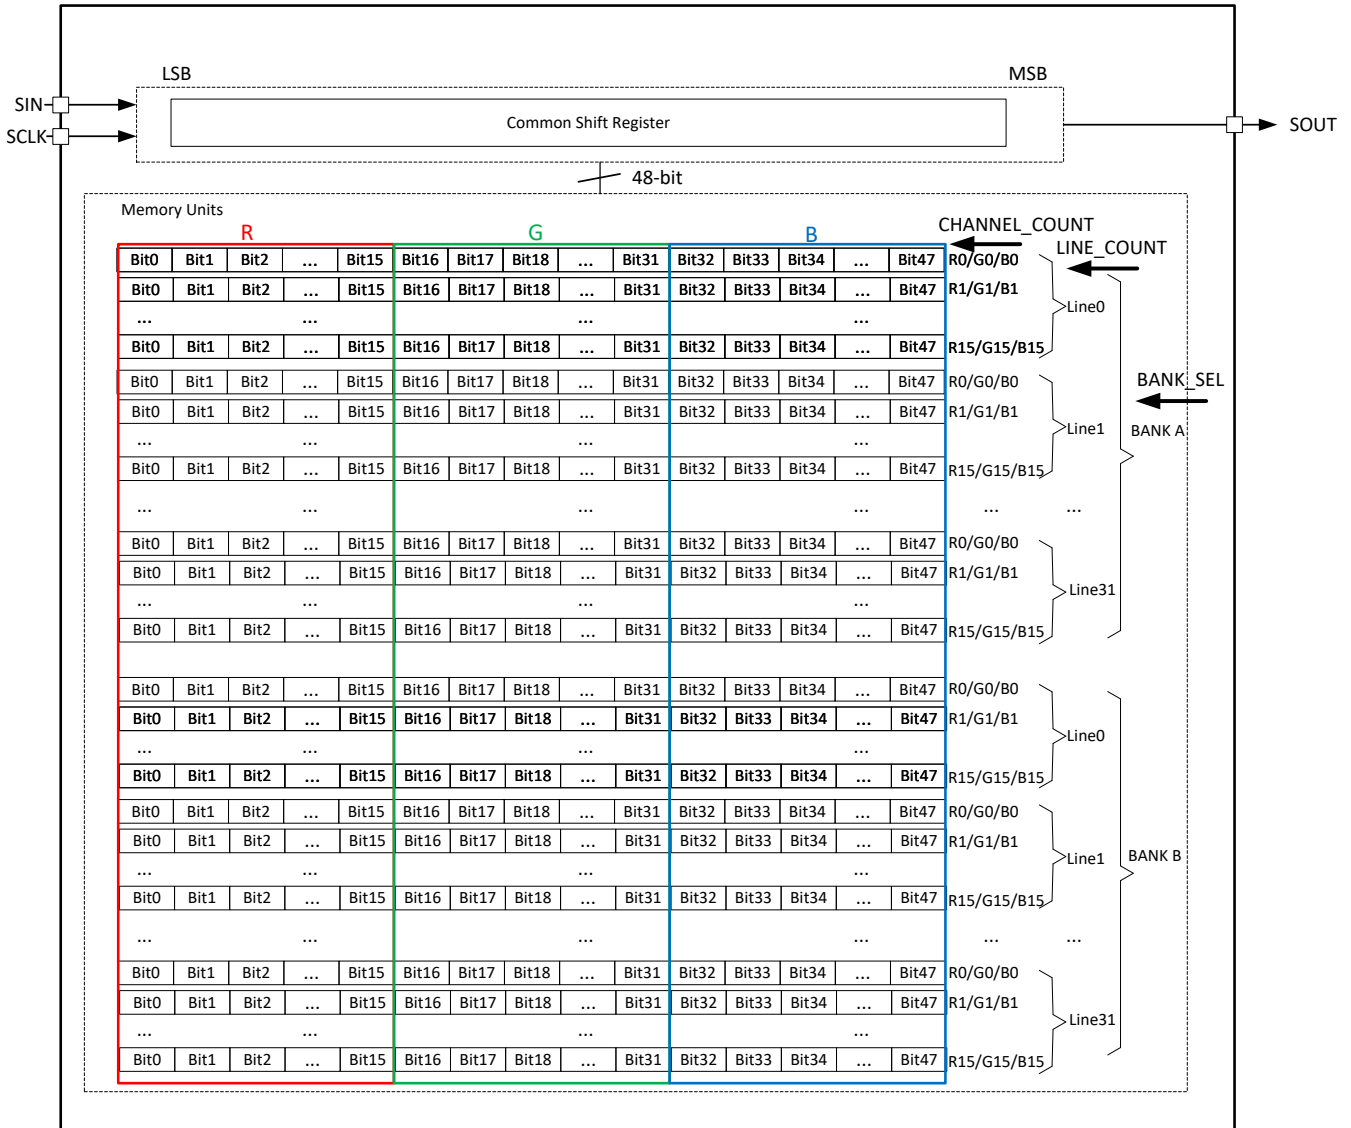 LSB MSB
SIN
Common Shift Register
SOUT
SCLK
48-bit
Memory Units
R G B CHANNEL_COUNT
LINE_COUNT
Bit0 Bit1 Bit2 ... Bit15 Bit16 Bit17 Bit18 ... Bit31 Bit32 Bit33 Bit34 ... Bit47 R0/G0/B0
Bit0 Bit1 Bit2 ... Bit15 Bit16 Bit17 Bit18 ... Bit31 Bit32 Bit33 Bit34 ... Bit47 R1/G1/B1
Line0
... ... ... ...
Bit0 Bit1 Bit2 ... Bit15 Bit16 Bit17 Bit18 ... Bit31 Bit32 Bit33 Bit34 ... Bit47 R15/G15/B15
Bit0 Bit1 Bit2 ... Bit15 Bit16 Bit17 Bit18 ... Bit31 Bit32 Bit33 Bit34 ... Bit47 R0/G0/B0
BANK_SEL
Bit0 Bit1 Bit2 ... Bit15 Bit16 Bit17 Bit18 ... Bit31 Bit32 Bit33 Bit34 ... Bit47 R1/G1/B1
Line1 BANK A
... ... ... ...
Bit0 Bit1 Bit2 ... Bit15 Bit16 Bit17 Bit18 ... Bit31 Bit32 Bit33 Bit34 ... Bit47 R15/G15/B15
... ... ... ... ... ...
Bit0 Bit1 Bit2 ... Bit15 Bit16 Bit17 Bit18 ... Bit31 Bit32 Bit33 Bit34 ... Bit47 R0/G0/B0
Bit0 Bit1 Bit2 ... Bit15 Bit16 Bit17 Bit18 ... Bit31 Bit32 Bit33 Bit34 ... Bit47 R1/G1/B1
Line31
... ... ... ...
Bit0 Bit1 Bit2 ... Bit15 Bit16 Bit17 Bit18 ... Bit31 Bit32 Bit33 Bit34 ... Bit47 R15/G15/B15
Bit0 Bit1 Bit2 ... Bit15 Bit16 Bit17 Bit18 ... Bit31 Bit32 Bit33 Bit34 ... Bit47 R0/G0/B0
Bit0 Bit1 Bit2 ... Bit15 Bit16 Bit17 Bit18 ... Bit31 Bit32 Bit33 Bit34 ... Bit47 R1/G1/B1
Line0
... ... ... ...
Bit0 Bit1 Bit2 ... Bit15 Bit16 Bit17 Bit18 ... Bit31 Bit32 Bit33 Bit34 ... Bit47 R15/G15/B15
Bit0 Bit1 Bit2 ... Bit15 Bit16 Bit17 Bit18 ... Bit31 Bit32 Bit33 Bit34 ... Bit47 R0/G0/B0
Bit0 Bit1 Bit2 ... Bit15 Bit16 Bit17 Bit18 ... Bit31 Bit32 Bit33 Bit34 ... Bit47 R1/G1/B1
Line1 BANK B
... ... ... ...
Bit0 Bit1 Bit2 ... Bit15 Bit16 Bit17 Bit18 ... Bit31 Bit32 Bit33 Bit34 ... Bit47 R15/G15/B15
... ... ... ... ... ...
Bit0 Bit1 Bit2 ... Bit15 Bit16 Bit17 Bit18 ... Bit31 Bit32 Bit33 Bit34 ... Bit47 R0/G0/B0
Bit0 Bit1 Bit2 ... Bit15 Bit16 Bit17 Bit18 ... Bit31 Bit32 Bit33 Bit34 ... Bit47 R1/G1/B1
Line31
... ... ... ...
Bit0 Bit1 Bit2 ... Bit15 Bit16 Bit17 Bit18 ... Bit31 Bit32 Bit33 Bit34 ... Bit47 R15/G15/B15